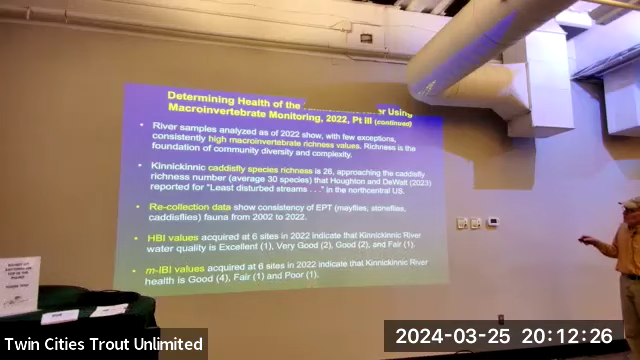 Determining Health of the er Using
Macroinvertebrate Monitoring, 2022, Pt III (continued)
• River samples analyzed as of 2022 show, with few exceptions,
consistently high macroinvertebrate richness values. Richness is the
foundation of community diversity and complexity.
• Kinnickinnic caddisfly species richness is 26, approaching the caddisfly
richness number (average 30 species) that Houghton and DeWalt (2023)
reported for "Least disturbed streams . . ." in the northcentral US.
• Re-collection data show consistency of EPT (mayflies, stoneflies,
caddisflies) fauna from 2002 to 2022.
• HBI values acquired at 6 sites in 2022 indicate that Kinnickinnic River
water quality is Excellent (1), Very Good (2), Good (2), and Fair (1).
• m-IBI values acquired at 6 sites in 2022 indicate that Kinnickinnic River
health is Good (4), Fair (1) and Poor (1).
Twin Cities Trout Unlimited
2024-03-25 20:12:26